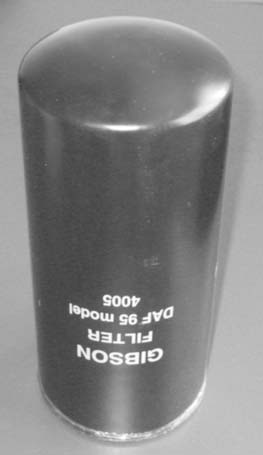 GIBSON
FILTER
DAF 95 model
4005